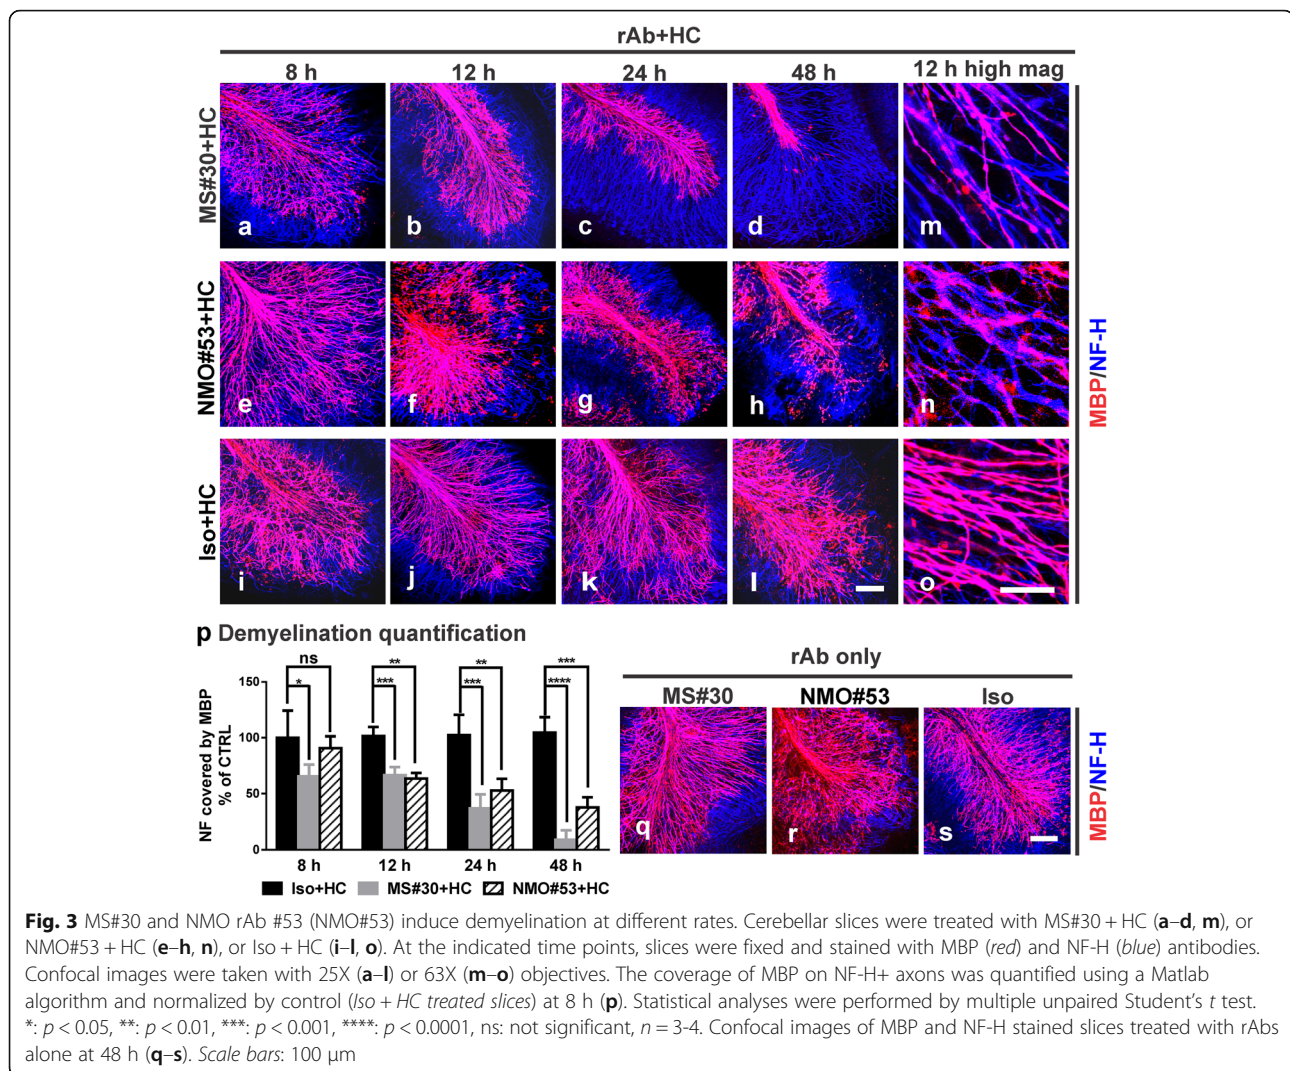 rAb+HC
8 h 12 h 24 h 48 h 12 h high mag
MS#30+HC
a b c d m
NMO#53+HC
e f g h n
Iso+HC
i j k l o
MBP/NF-H
p Demyelination quantification
NF covered by MBP
% of CTRL
150
100
50
0
ns
*
**
***
**
***
***
****
8 h 12 h 24 h 48 h
Iso+HC MS#30+HC NMO#53+HC
rAb only
MS#30 NMO#53 Iso
q r s
MBP/NF-H
Fig. 3 MS#30 and NMO rAb #53 (NMO#53) induce demyelination at different rates. Cerebellar slices were treated with MS#30 + HC (a–d, m), or
NMO#53 + HC (e–h, n), or Iso + HC (i–l, o). At the indicated time points, slices were fixed and stained with MBP (red) and NF-H (blue) antibodies.
Confocal images were taken with 25X (a–l) or 63X (m–o) objectives. The coverage of MBP on NF-H+ axons was quantified using a Matlab
algorithm and normalized by control (Iso + HC treated slices) at 8 h (p). Statistical analyses were performed by multiple unpaired Student's t test.
*: p < 0.05, **: p < 0.01, ***: p < 0.001, ****: p < 0.0001, ns: not significant, n = 3-4. Confocal images of MBP and NF-H stained slices treated with rAbs
alone at 48 h (q–s). Scale bars: 100 μm